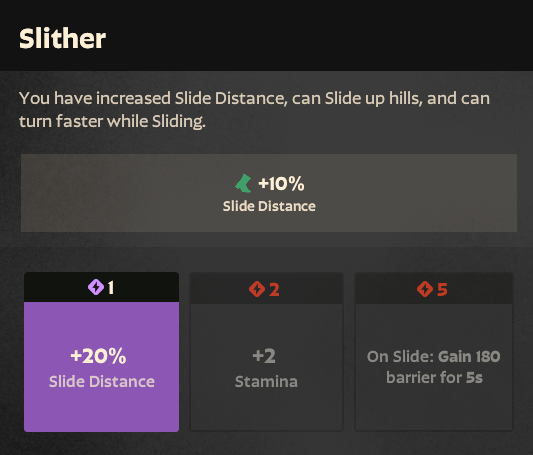 Slither
You have increased Slide Distance, can Slide up hills, and can
turn faster while Sliding.
+10%
Slide Distance
1
2
5
+20%
Slide Distance
+2
Stamina
On Slide: Gain 180
barrier for 5s